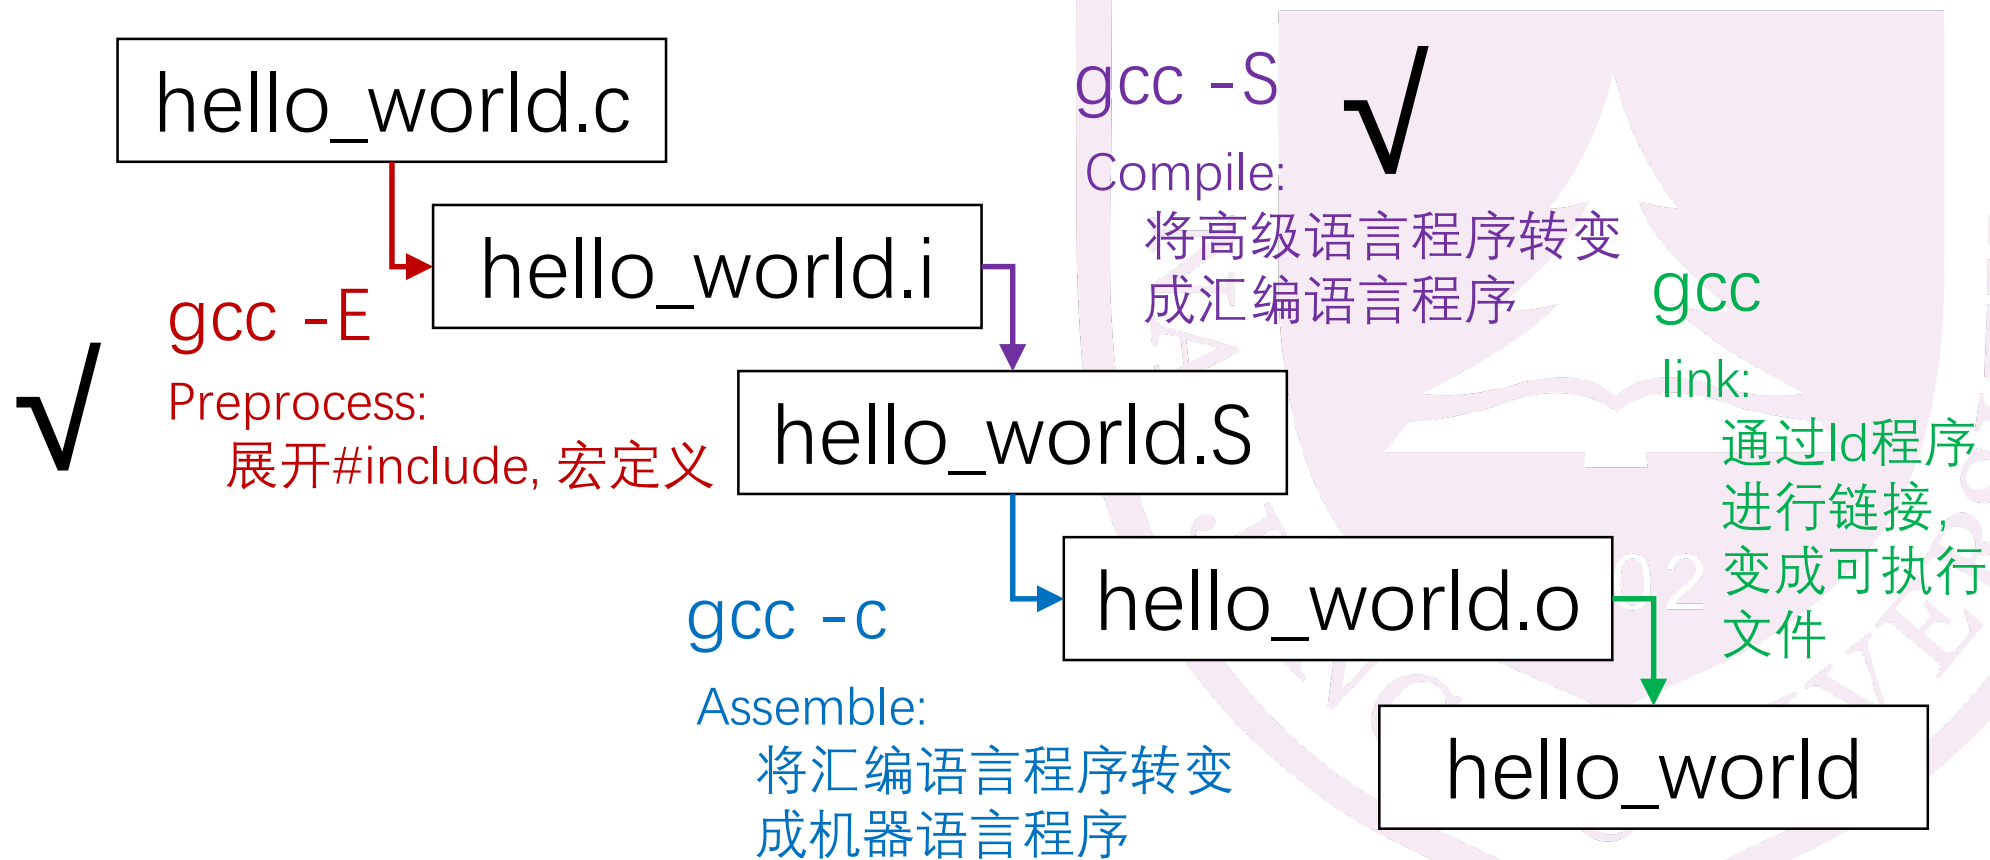 hello_world.c
gcc -S √
Compile:
将高级语言程序转变
成汇编语言程序
hello_world.i
gcc -E
√
Preprocess:
展开#include, 宏定义
gcc
link:
通过ld程序
进行链接,
变成可执行
文件
hello_world.S
hello_world.o
02
gcc -c
Assemble:
将汇编语言程序转变
成机器语言程序
hello_world